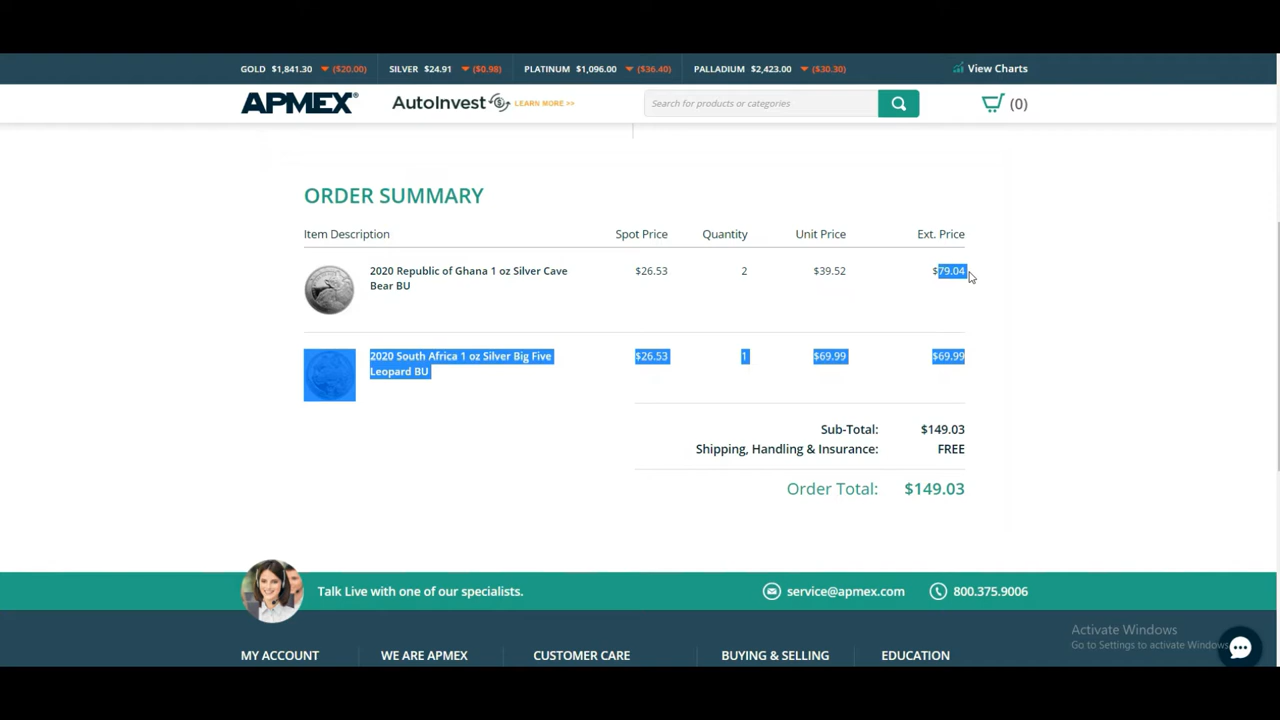 GOLD $1,841.30 ($20.00) SILVER $24.91 ($0.98) PLATINUM $1,096.00 ($36.40) PALLADIUM $2,423.00 ($30.30) View Charts
APMEX® AutoInvest LEARN MORE >> Search for products or categories (0)
ORDER SUMMARY
Item Description Spot Price Quantity Unit Price Ext. Price
2020 Republic of Ghana 1 oz Silver Cave $26.53 2 $39.52 $79.04
Bear BU
2020 South Africa 1 oz Silver Big Five $26.53 1 $69.99 $69.99
Leopard BU
Sub-Total: $149.03
Shipping, Handling & Insurance: FREE
Order Total: $149.03
Talk Live with one of our specialists. service@apmex.com 800.375.9006
Activate Windows
Go to Settings to activate Windows.
MY ACCOUNT WE ARE APMEX CUSTOMER CARE BUYING & SELLING EDUCATION